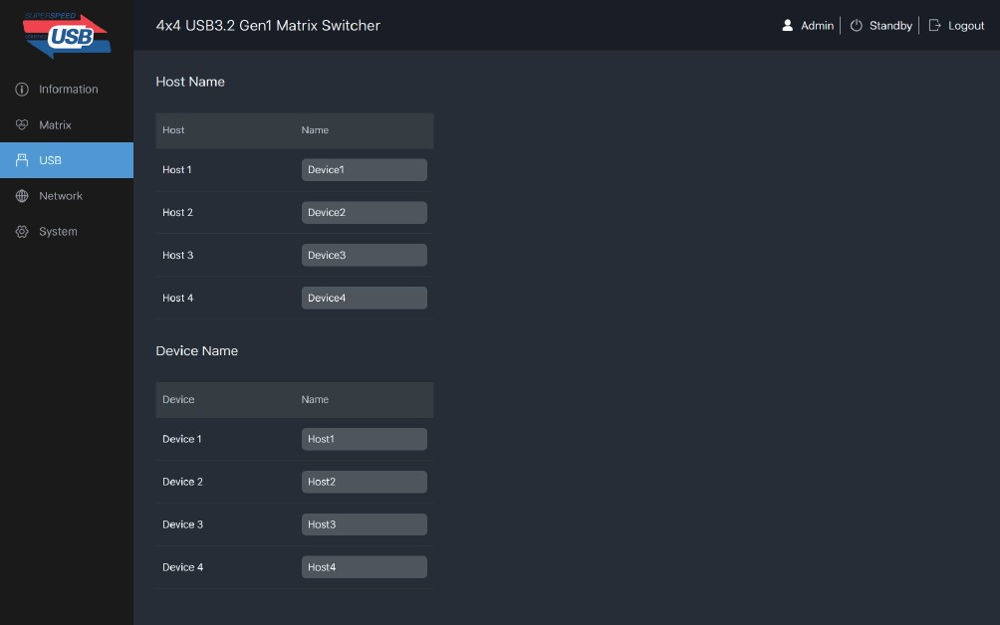 SUPERSPEED
USB
4x4 USB3.2 Gen1 Matrix Switcher
Admin
Standby
Logout
Information
Matrix
USB
Network
System
Host Name
Host Name
Host 1 Device1
Host 2 Device2
Host 3 Device3
Host 4 Device4
Device Name
Device Name
Device 1 Host1
Device 2 Host2
Device 3 Host3
Device 4 Host4